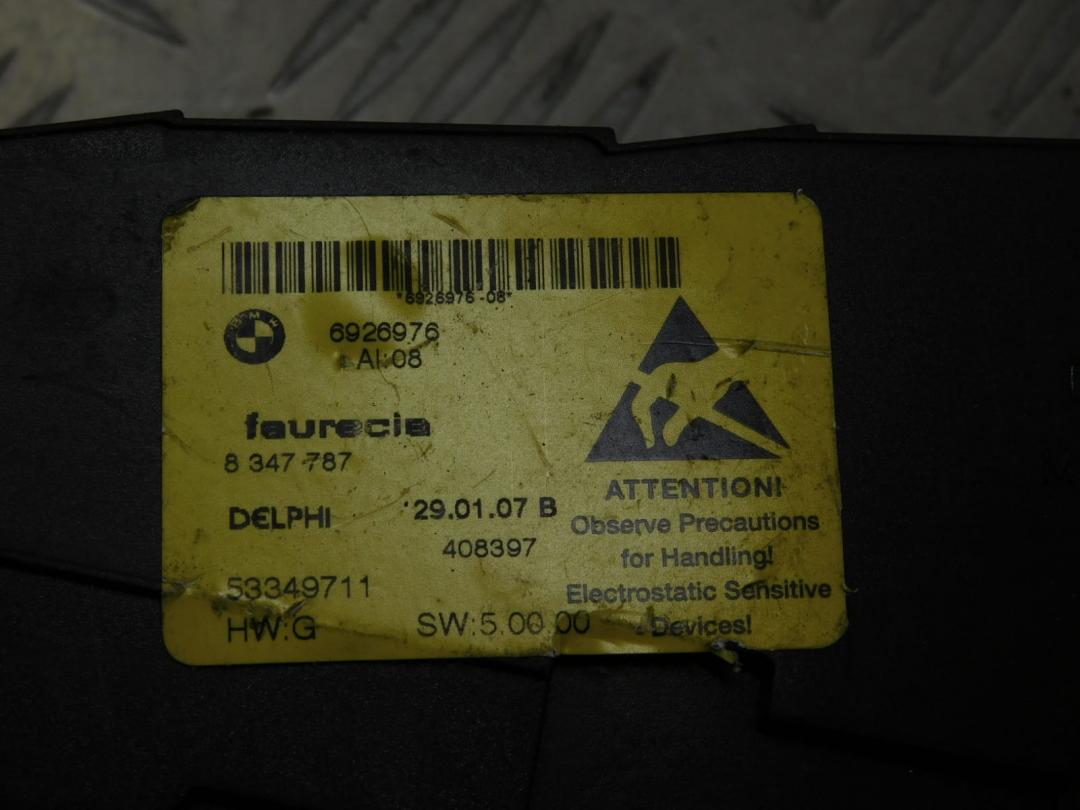 *6926976-08*
6926976
AI:08
faurecia
8 347 787
DELPHI
29.01.07 B
408397
53349711
HW:G
SW:5.00.00
ATTENTION!
Observe Precautions
for Handling!
Electrostatic Sensitive
Devices!